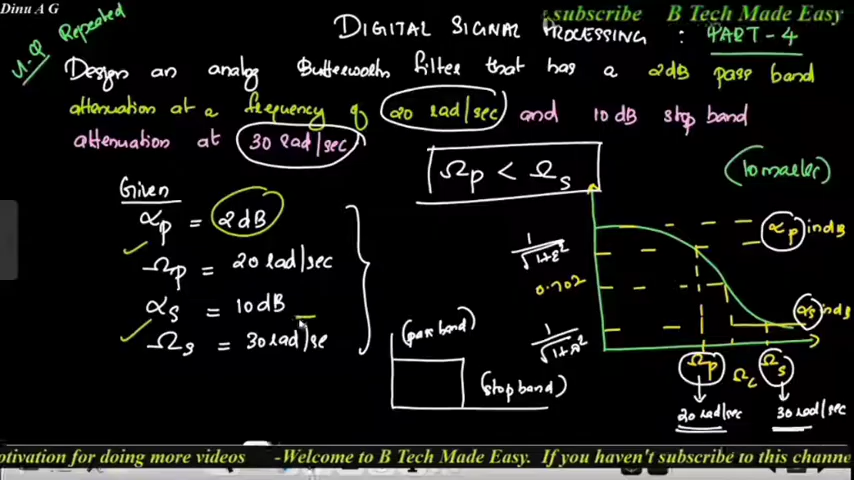 Dinu A G
subscribe B Tech Made Easy
U.Q Repeated
DIGITAL SIGNAL PROCESSING : PART-4
Design an analog Butterworth filter that has a 2dB pass band
attenuation at a frequency of 20 rad/sec and 10 dB stop band
attenuation at 30 rad/sec
Ωp < Ωs
(10 marks)
Given
αp = 2dB
Ωp = 20 rad/sec
αs = 10dB
Ωs = 30 rad/se
(pass band)
(stop band)
1/√1+ε²
0.707
1/√1+λ²
αp in dB
αs in dB
Ωp Ωc Ωs
20 rad/sec 30 rad/sec
otivation for doing more videos -Welcome to B Tech Made Easy. If you haven't subscribed to this channe